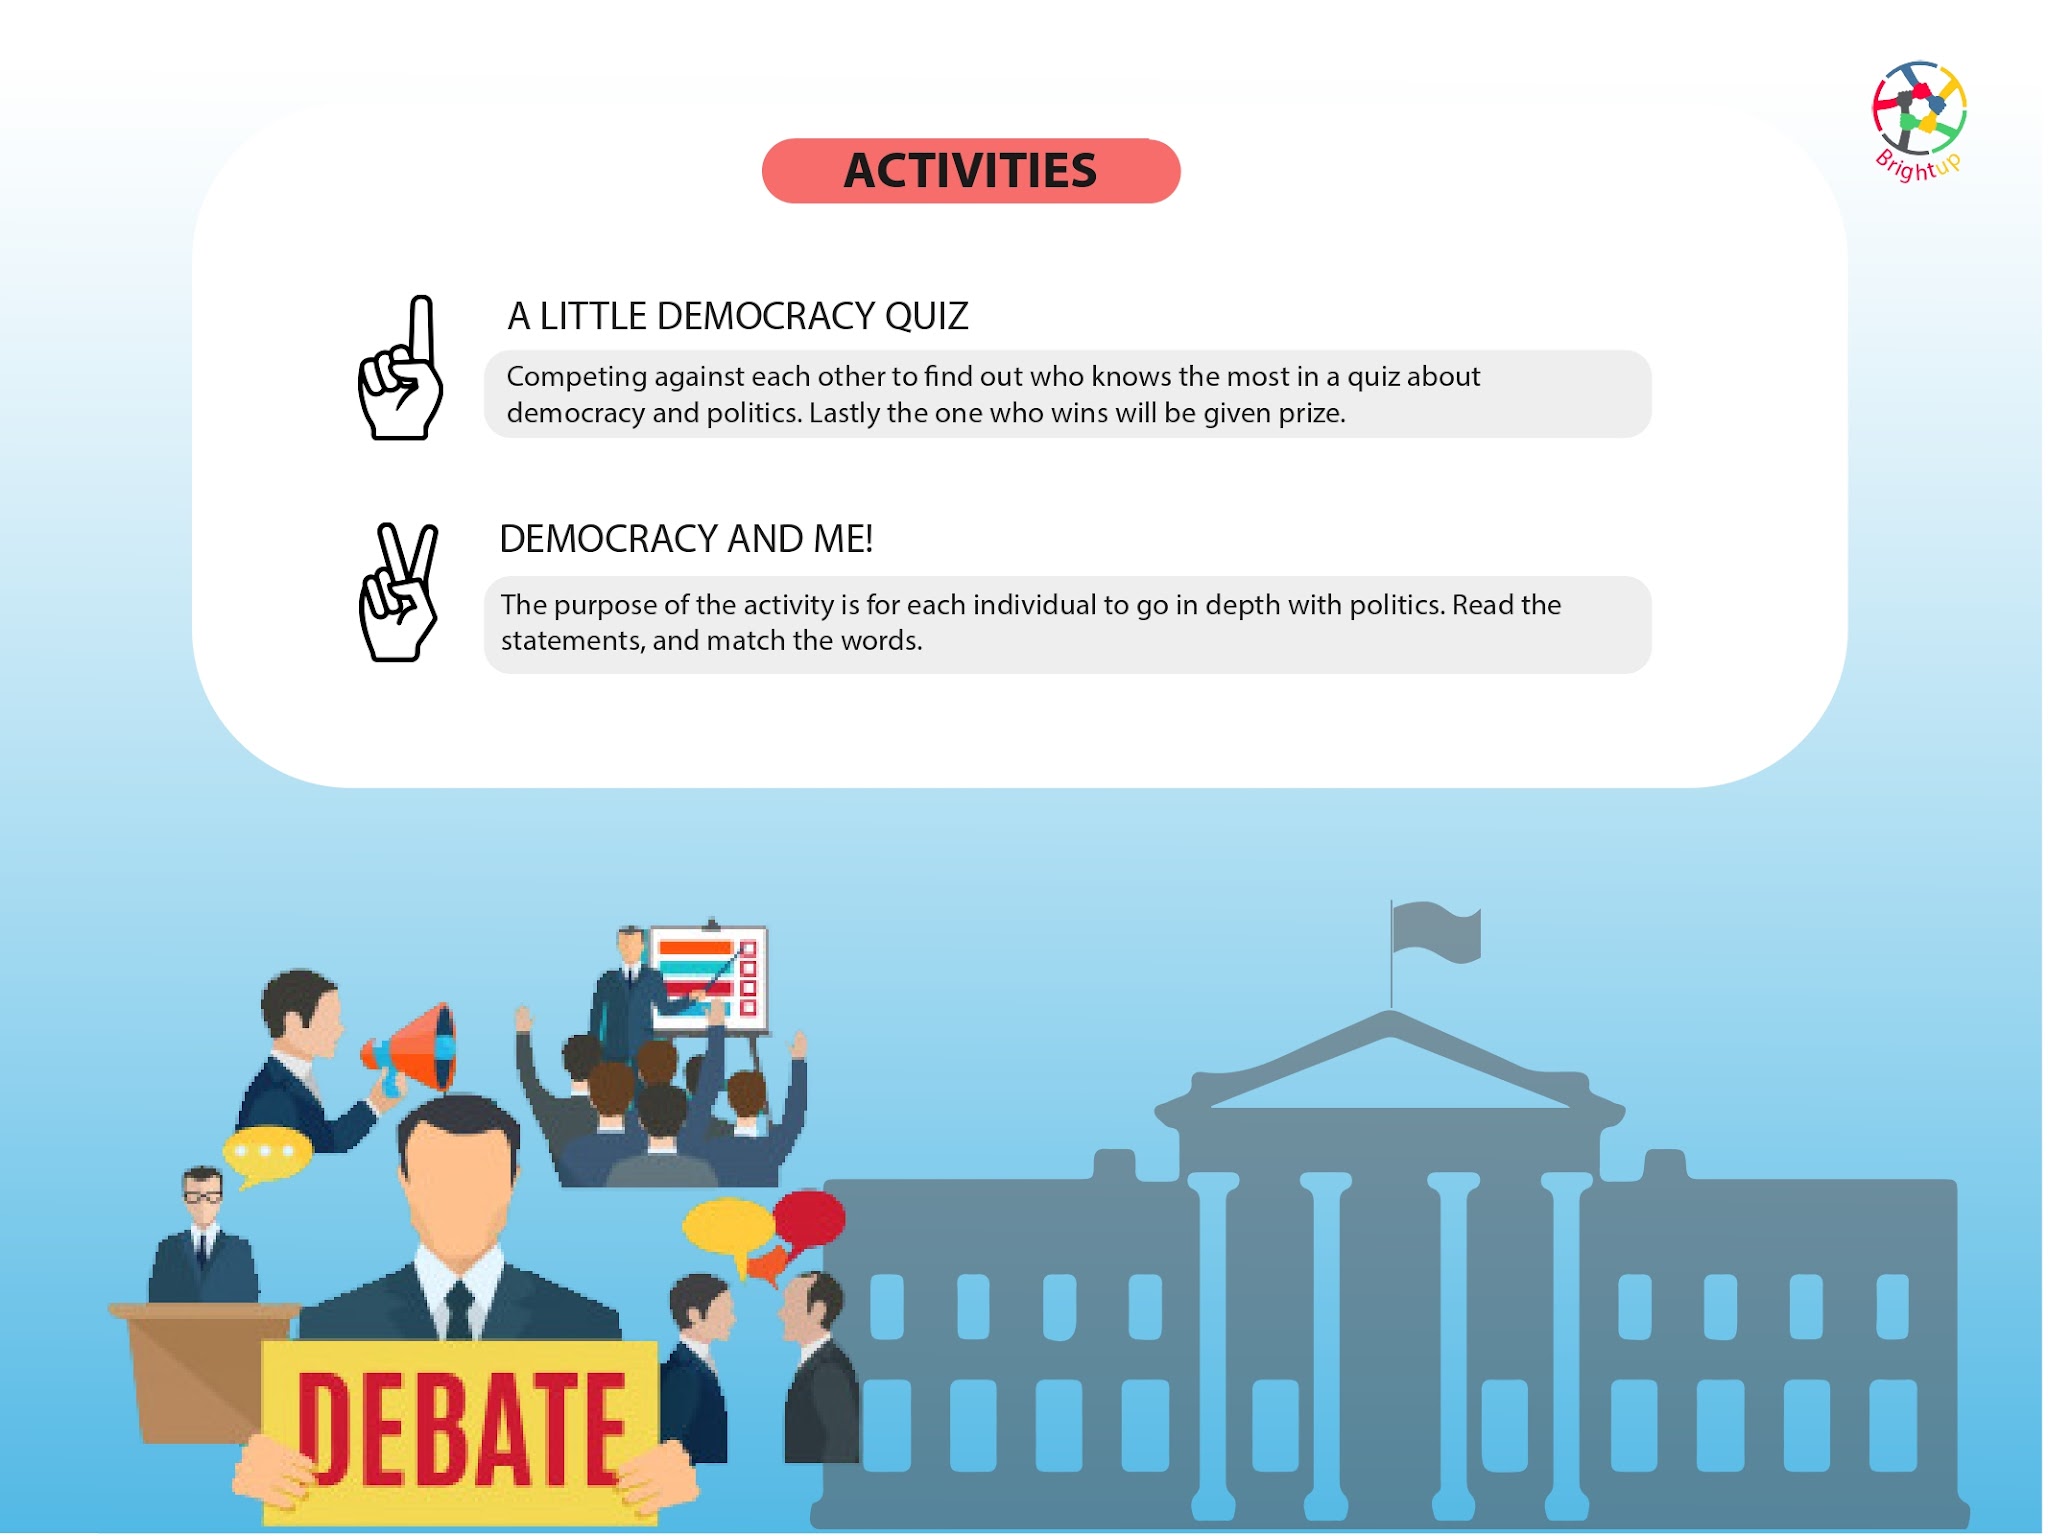 Brightup
ACTIVITIES
A LITTLE DEMOCRACY QUIZ
Competing against each other to find out who knows the most in a quiz about
democracy and politics. Lastly the one who wins will be given prize.
DEMOCRACY AND ME!
The purpose of the activity is for each individual to go in depth with politics. Read the
statements, and match the words.
DEBATE